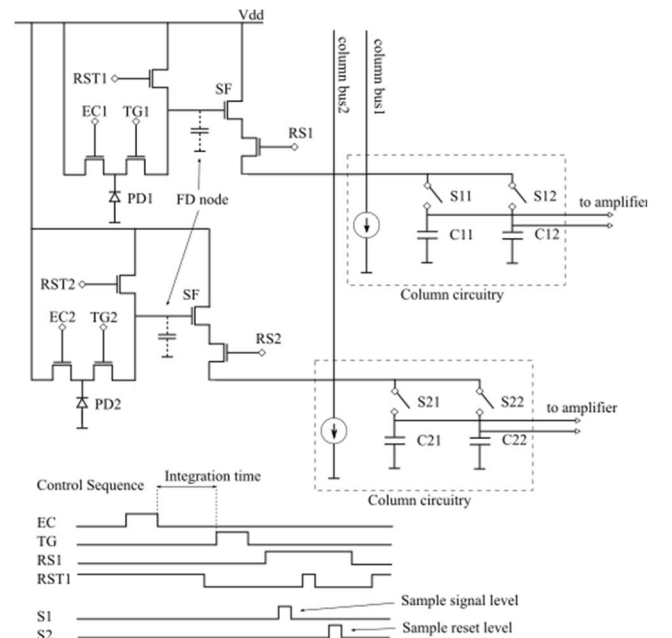 Vdd
RST1
SF
EC1 TG1
RS1
PD1
FD node
column bus2
column bus1
S11 S12
to amplifier
C11 C12
Column circuitry
RST2
SF
EC2 TG2
RS2
PD2
S21 S22
to amplifier
C21 C22
Column circuitry
Control Sequence
Integration time
EC
TG
RS1
RST1
S1
Sample signal level
S2
Sample reset level